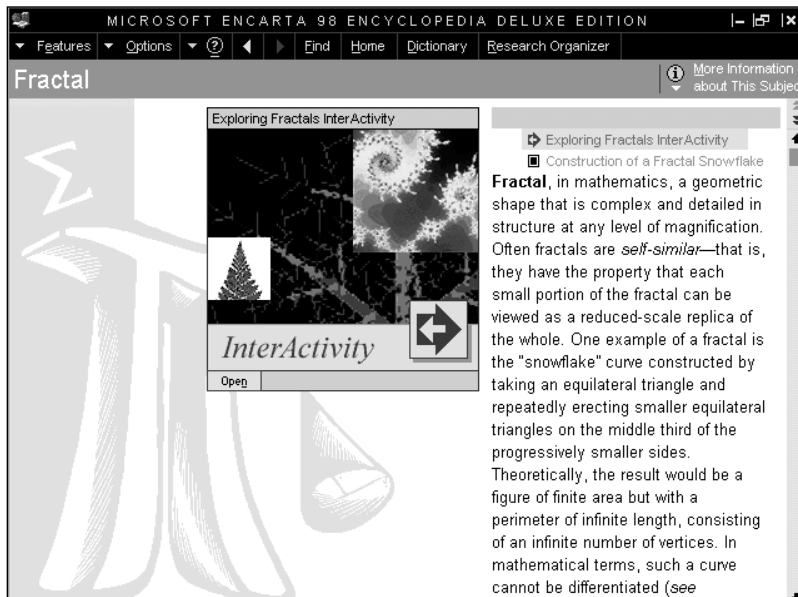 MICROSOFT ENCARTA 98 ENCYCLOPEDIA DELUXE EDITION
Features Options Find Home Dictionary Research Organizer
Fractal
More Information
about This Subjec
Exploring Fractals InterActivity
InterActivity
Open
Exploring Fractals InterActivity
Construction of a Fractal Snowflake
Fractal, in mathematics, a geometric
shape that is complex and detailed in
structure at any level of magnification.
Often fractals are self-similar—that is,
they have the property that each
small portion of the fractal can be
viewed as a reduced-scale replica of
the whole. One example of a fractal is
the "snowflake" curve constructed by
taking an equilateral triangle and
repeatedly erecting smaller equilateral
triangles on the middle third of the
progressively smaller sides.
Theoretically, the result would be a
figure of finite area but with a
perimeter of infinite length, consisting
of an infinite number of vertices. In
mathematical terms, such a curve
cannot be differentiated (see